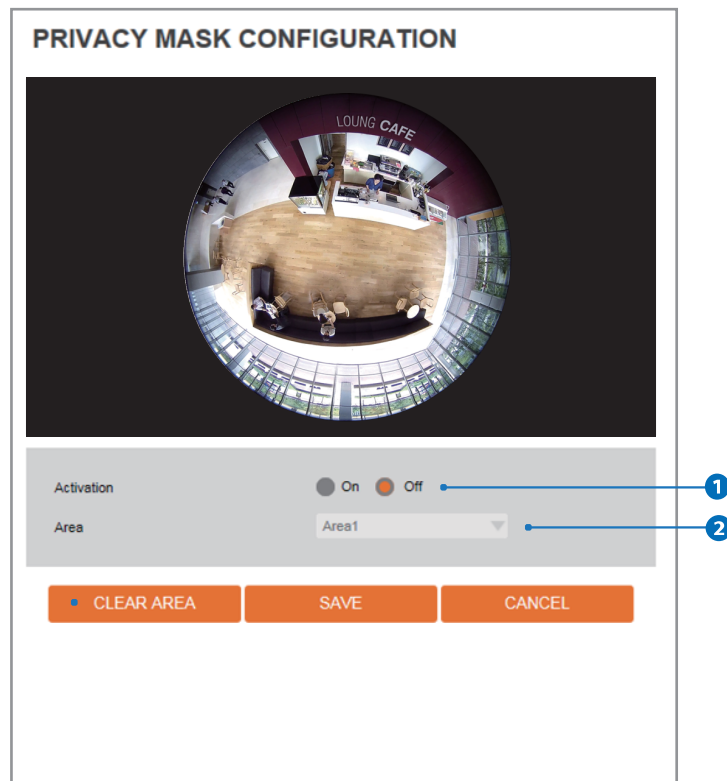 PRIVACY MASK CONFIGURATION
LOUNG CAFE
Activation On Off 1
Area Area1 2
CLEAR AREA SAVE CANCEL